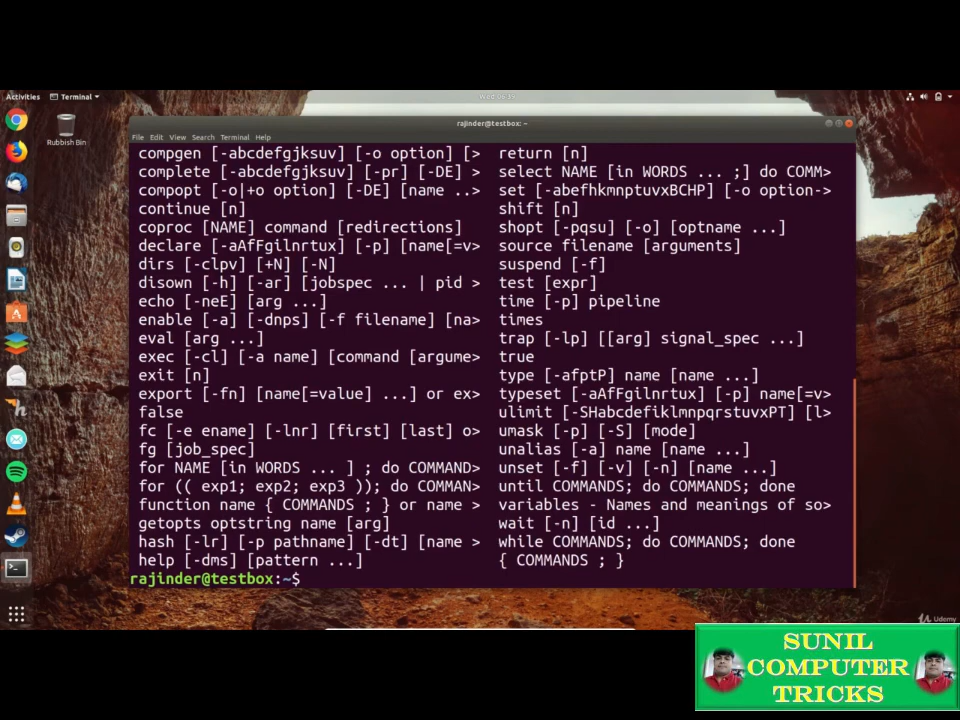 Activities Terminal
Rubbish Bin
rajinder@testbox: ~
File Edit View Search Terminal Help
compgen [-abcdefgjksuv] [-o option] [> return [n]
complete [-abcdefgjksuv] [-pr] [-DE] > select NAME [in WORDS ... ;] do COMM>
compopt [-o|+o option] [-DE] [name ..> set [-abefhkmnptuvxBCHP] [-o option->
continue [n] shift [n]
coproc [NAME] command [redirections] shopt [-pqsu] [-o] [optname ...]
declare [-aAfFgilnrtux] [-p] [name[=v> source filename [arguments]
dirs [-clpv] [+N] [-N] suspend [-f]
disown [-h] [-ar] [jobspec ... | pid > test [expr]
echo [-neE] [arg ...] time [-p] pipeline
enable [-a] [-dnps] [-f filename] [na> times
eval [arg ...] trap [-lp] [[arg] signal_spec ...]
exec [-cl] [-a name] [command [argume> true
exit [n] type [-afptP] name [name ...]
export [-fn] [name[=value] ...] or ex> typeset [-aAfFgilnrtux] [-p] name[=v>
false ulimit [-SHabcdefiklmnpqrstuvxPT] [l>
fc [-e ename] [-lnr] [first] [last] o> umask [-p] [-S] [mode]
fg [job_spec] unalias [-a] name [name ...]
for NAME [in WORDS ... ] ; do COMMAND> unset [-f] [-v] [-n] [name ...]
for (( exp1; exp2; exp3 )); do COMMAN> until COMMANDS; do COMMANDS; done
function name { COMMANDS ; } or name > variables - Names and meanings of so>
getopts optstring name [arg] wait [-n] [id ...]
hash [-lr] [-p pathname] [-dt] [name > while COMMANDS; do COMMANDS; done
help [-dms] [pattern ...] { COMMANDS ; }
rajinder@testbox:~$
Udemy
SUNIL
COMPUTER
TRICKS